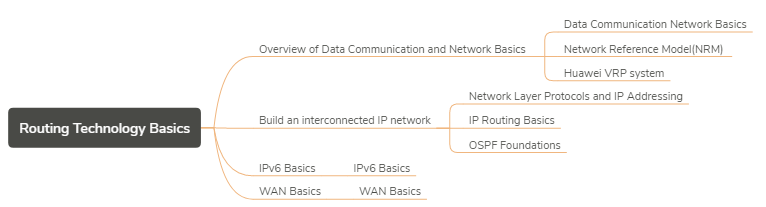 Routing Technology Basics
Overview of Data Communication and Network Basics
Data Communication Network Basics
Network Reference Model(NRM)
Huawei VRP system
Build an interconnected IP network
Network Layer Protocols and IP Addressing
IP Routing Basics
OSPF Foundations
IPv6 Basics
IPv6 Basics
WAN Basics
WAN Basics